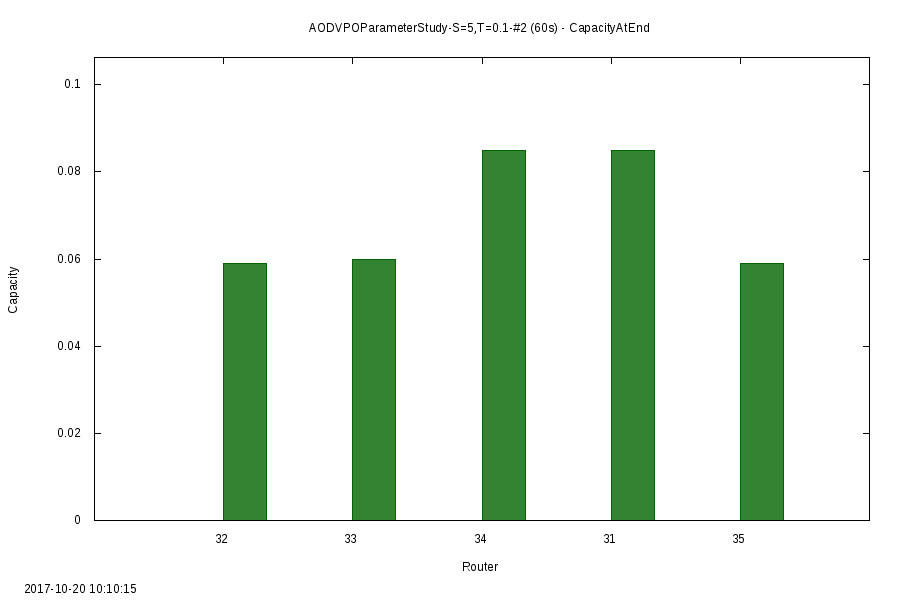 AODVPOParameterStudy-S=5,T=0.1-#2 (60s) - CapacityAtEnd
0.1
0.08
0.06
0.04
0.02
0
Capacity
32 33 34 31 35
Router
2017-10-20 10:10:15